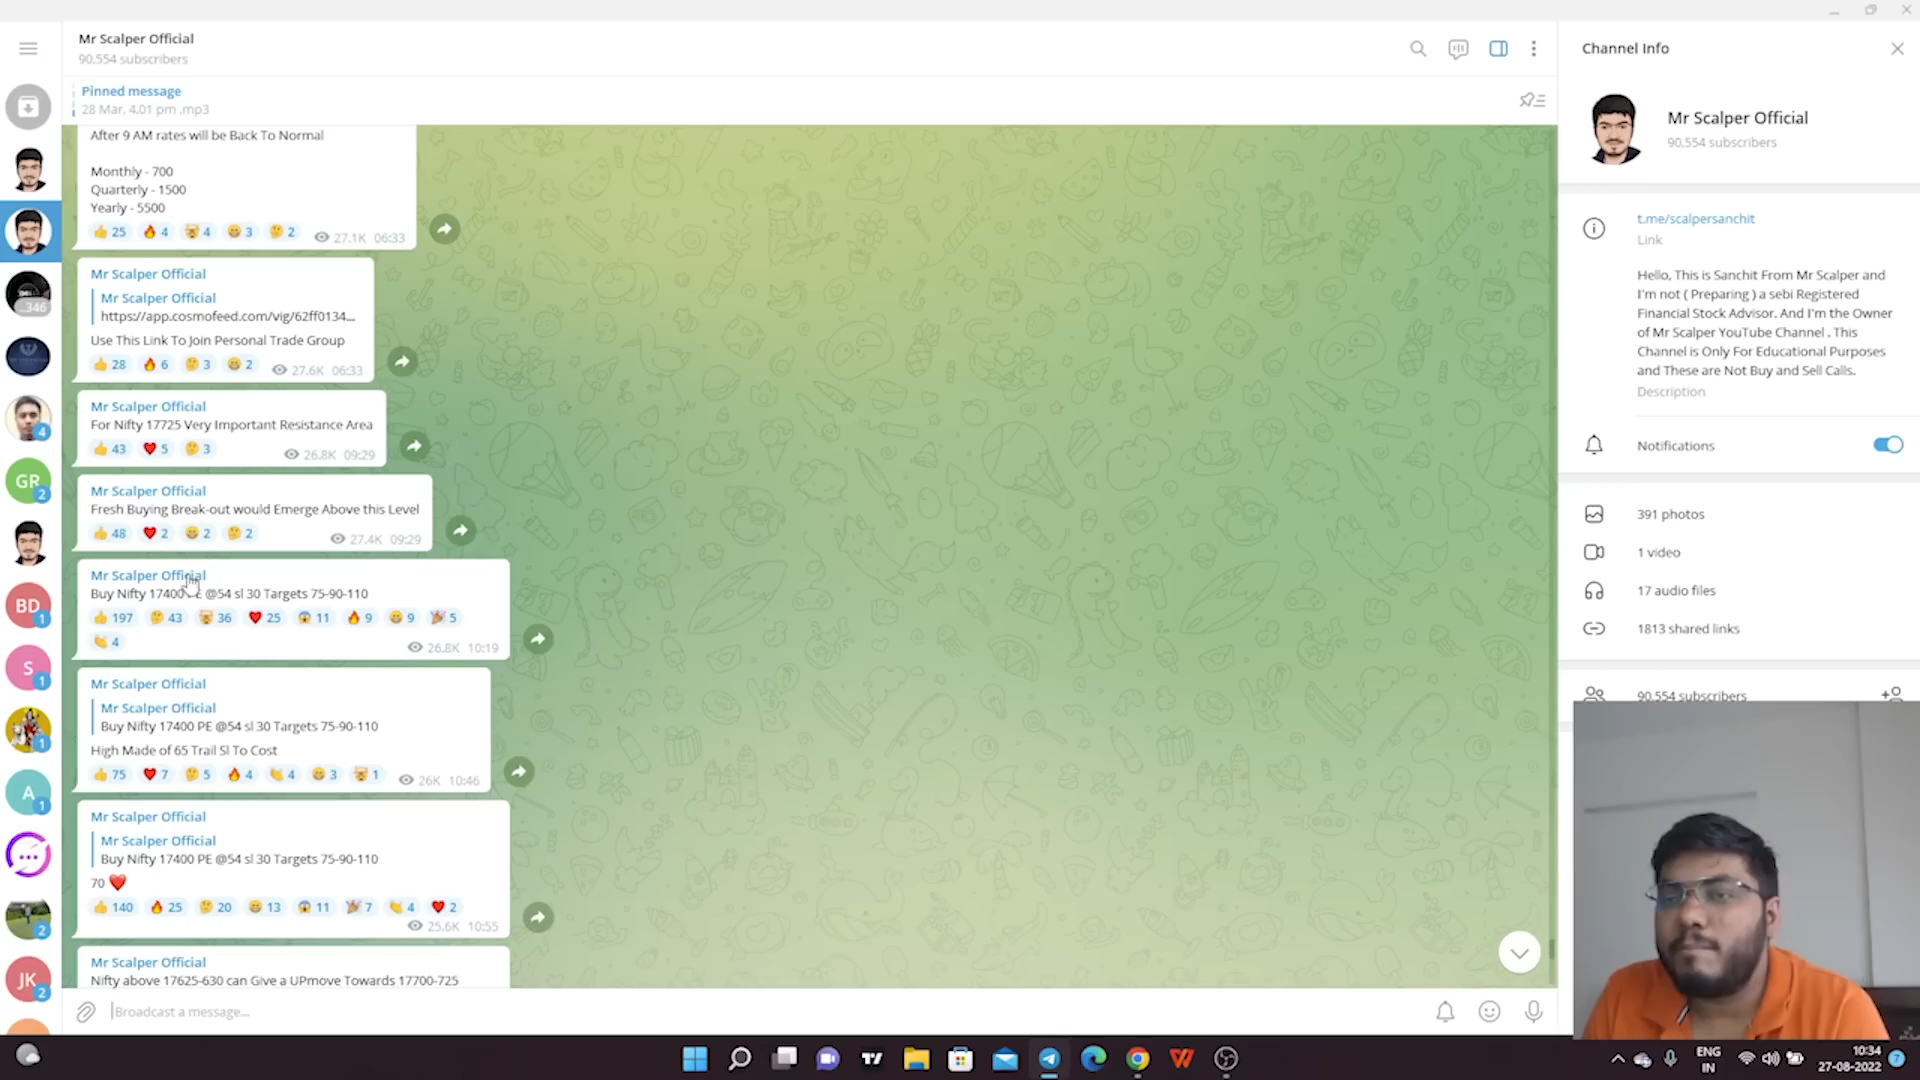 Mr Scalper Official
90,554 subscribers
Pinned message
28 Mar, 4.01 pm .mp3
After 9 AM rates will be Back To Normal
Monthly - 700
Quarterly - 1500
Yearly - 5500
25 4 4 3 2 27.1K 06:33
Mr Scalper Official
Mr Scalper Official
https://app.cosmofeed.com/vig/62ff0134...
Use This Link To Join Personal Trade Group
28 6 3 2 27.6K 06:33
Mr Scalper Official
For Nifty 17725 Very Important Resistance Area
43 5 3 26.8K 09:29
Mr Scalper Official
Fresh Buying Break-out would Emerge Above this Level
48 2 2 2 27.4K 09:29
Mr Scalper Official
Buy Nifty 17400 PE @54 sl 30 Targets 75-90-110
197 43 36 25 11 9 9 5
4 26.8K 10:19
Mr Scalper Official
Mr Scalper Official
Buy Nifty 17400 PE @54 sl 30 Targets 75-90-110
High Made of 65 Trail Sl To Cost
75 7 5 4 4 3 1 26K 10:46
Mr Scalper Official
Mr Scalper Official
Buy Nifty 17400 PE @54 sl 30 Targets 75-90-110
70 ❤️
140 25 20 13 11 7 4 2
25.6K 10:55
Mr Scalper Official
Nifty above 17625-630 can Give a UPmove Towards 17700-725
Broadcast a message...
Channel Info
Mr Scalper Official
90,554 subscribers
t.me/scalpersanchit
Link
Hello, This is Sanchit From Mr Scalper and
I'm not ( Preparing ) a sebi Registered
Financial Stock Advisor. And I'm the Owner
of Mr Scalper YouTube Channel . This
Channel is Only For Educational Purposes
and These are Not Buy and Sell Calls.
Description
Notifications
391 photos
1 video
17 audio files
1813 shared links
90,554 subscribers
..346
4
GR
2
BD
1
S
1
1
A
1
2
JK
2
ENG
IN
10:34
27-08-2022
7